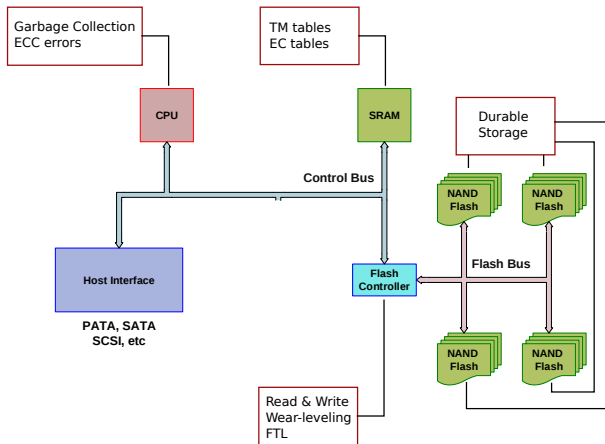 Garbage Collection
ECC errors
TM tables
EC tables
CPU
SRAM
Durable
Storage
Control Bus
NAND
Flash
NAND
Flash
Host Interface
Flash
Controller
Flash Bus
PATA, SATA
SCSI, etc
NAND
Flash
NAND
Flash
Read & Write
Wear-leveling
FTL